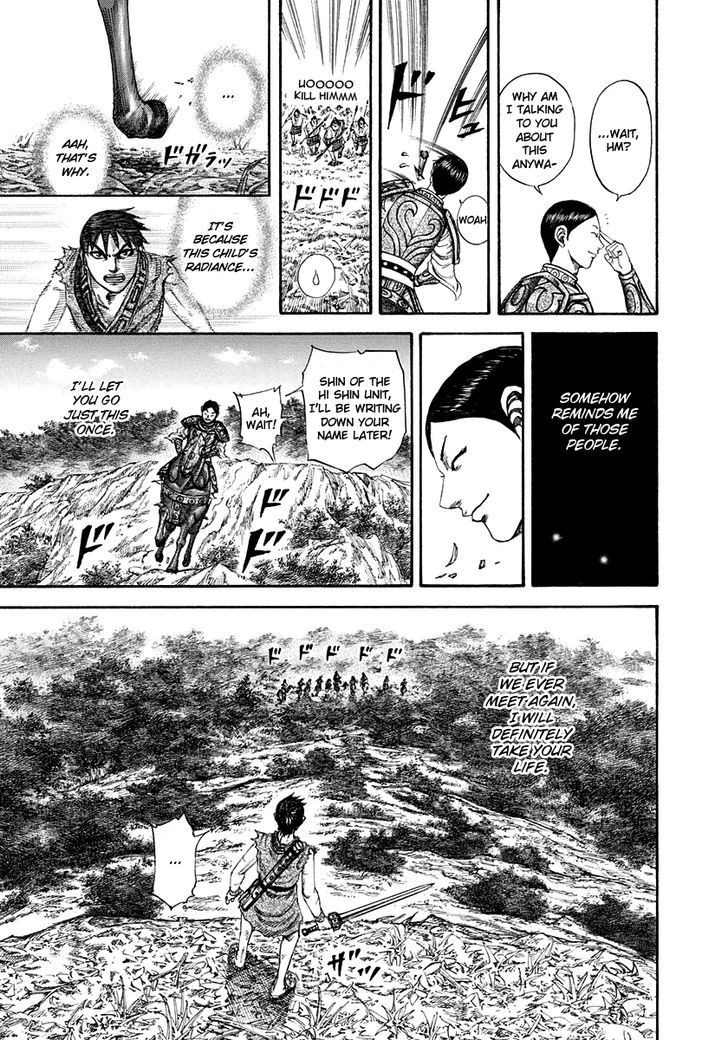 ...WAIT,
HM?
WHY AM
I TALKING
TO YOU
ABOUT
THIS
ANYWA-
ドヒュ
WOAH
UOOOOO
KILL HIMMM
ドドド
...
AAH,
THAT'S
WHY.
ドガラッ
IT'S
BECAUSE
THIS CHILD'S
RADIANCE...
SOMEHOW
REMINDS ME
OF THOSE
PEOPLE.
SHIN OF THE
HI SHIN UNIT,
I'LL BE WRITING
DOWN YOUR
NAME LATER!
AH,
WAIT!
I'LL LET
YOU GO
JUST THIS
ONCE.
ドドド
ドドドドド
BUT IF
WE EVER
MEET AGAIN,
I WILL
DEFINITELY
TAKE YOUR
LIFE.
...
ザッ